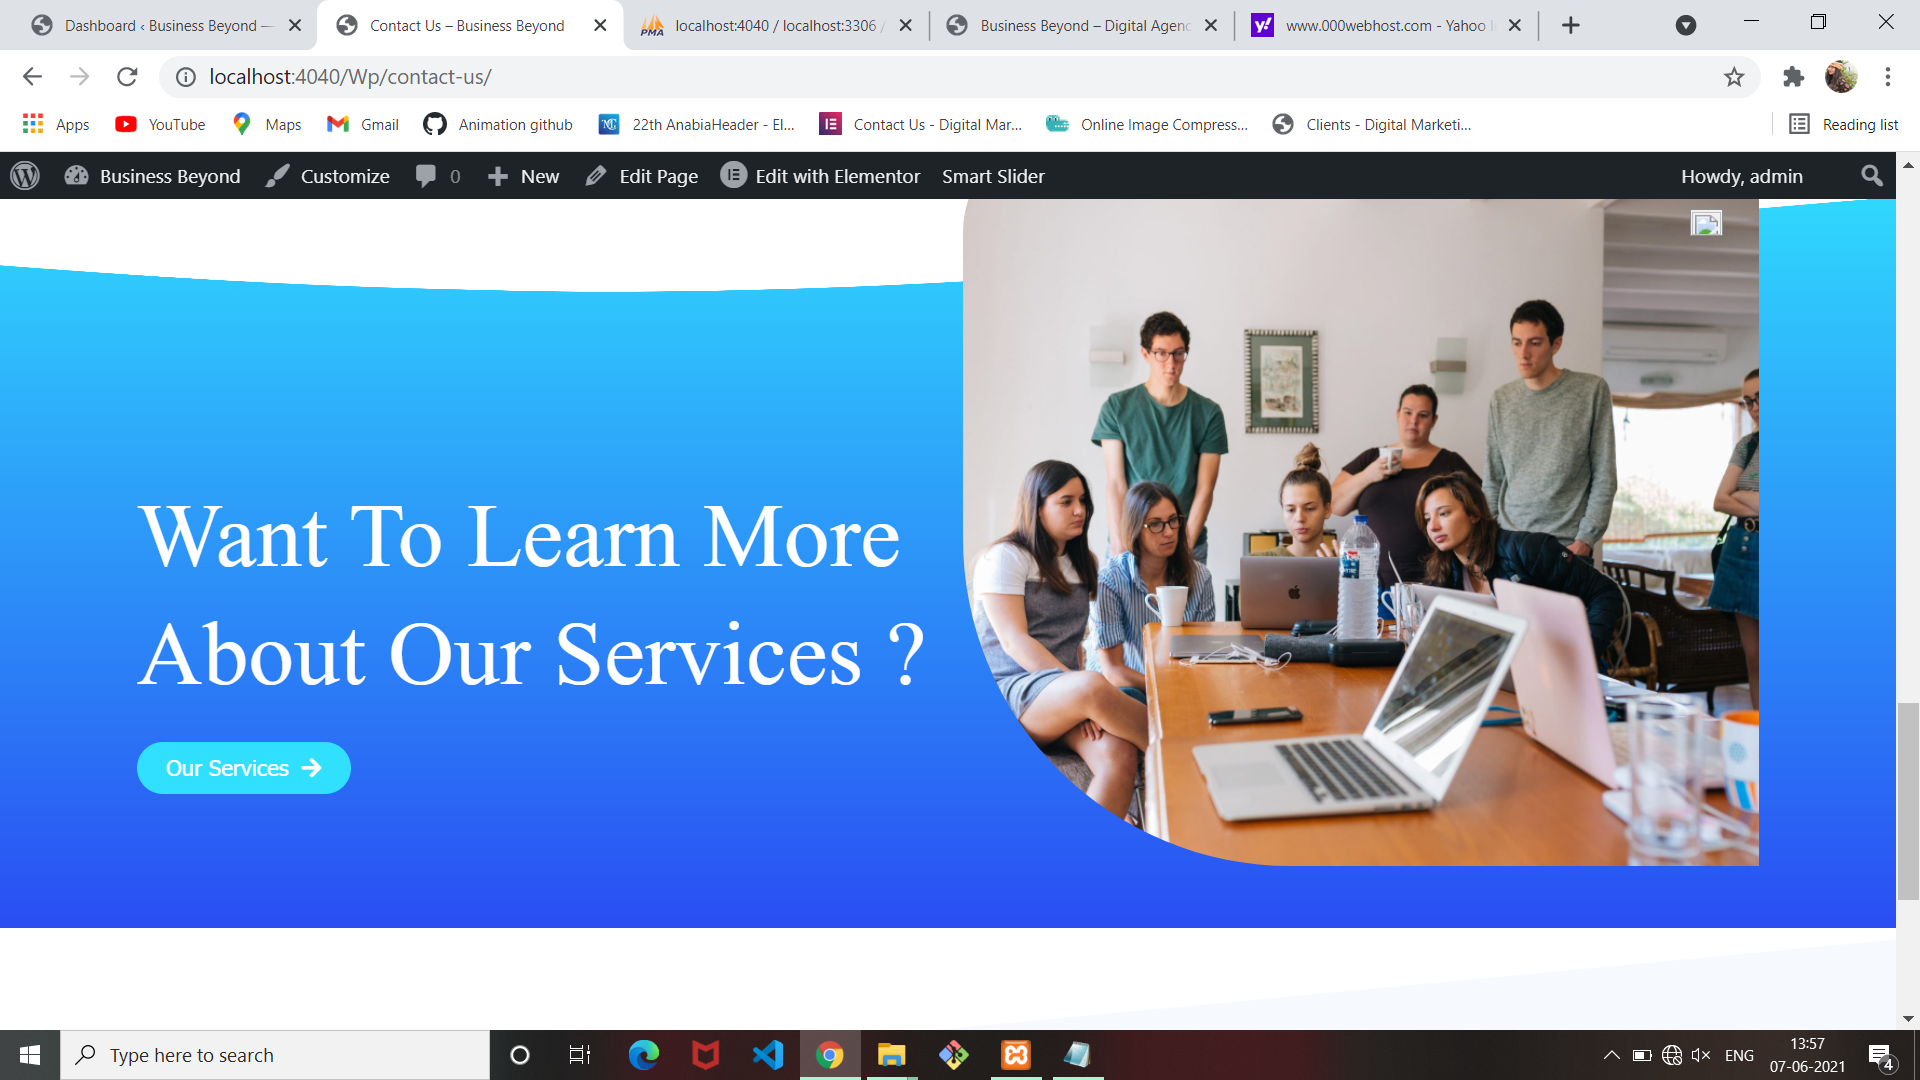 Dashboard ‹ Business Beyond —
Contact Us – Business Beyond
PMA localhost:4040 / localhost:3306 /
Business Beyond – Digital Agenc
y! www.000webhost.com - Yahoo I
localhost:4040/Wp/contact-us/
Apps
YouTube
Maps
Gmail
Animation github
22th AnabiaHeader - El...
Contact Us - Digital Mar...
Online Image Compress...
Clients - Digital Marketi...
Reading list
Business Beyond
Customize
0
New
Edit Page
Edit with Elementor
Smart Slider
Howdy, admin
Want To Learn More
About Our Services ?
Our Services
Type here to search
ENG
13:57
07-06-2021
4